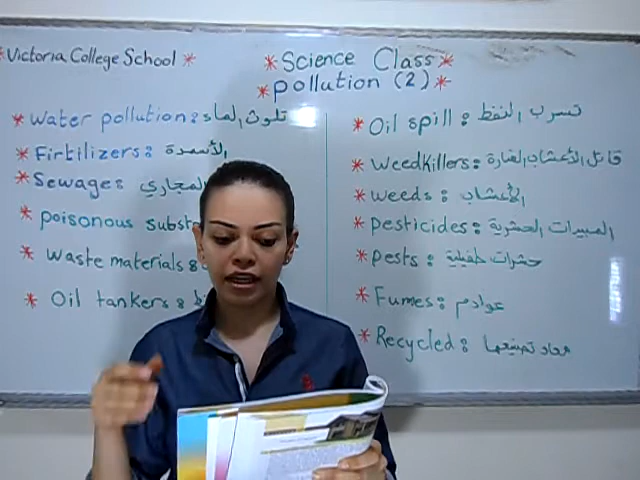 Victoria College School *
* Science Class *
* pollution (2) *
* Water pollution: تلوث الماء
* Firtilizers: الأسمدة
* Sewage: المجاري
* poisonous
* Waste materials:
* Oil tankers:
* Oil spill: تسرب النفط
* Weedkillers: قاتل الأعشاب الضارة
* weeds: الأعشاب
* pesticides: المبيدات الحشرية
* pests: حشرات طفيلية
* Fumes: عوادم
* Recycled: معاد تصنيعها